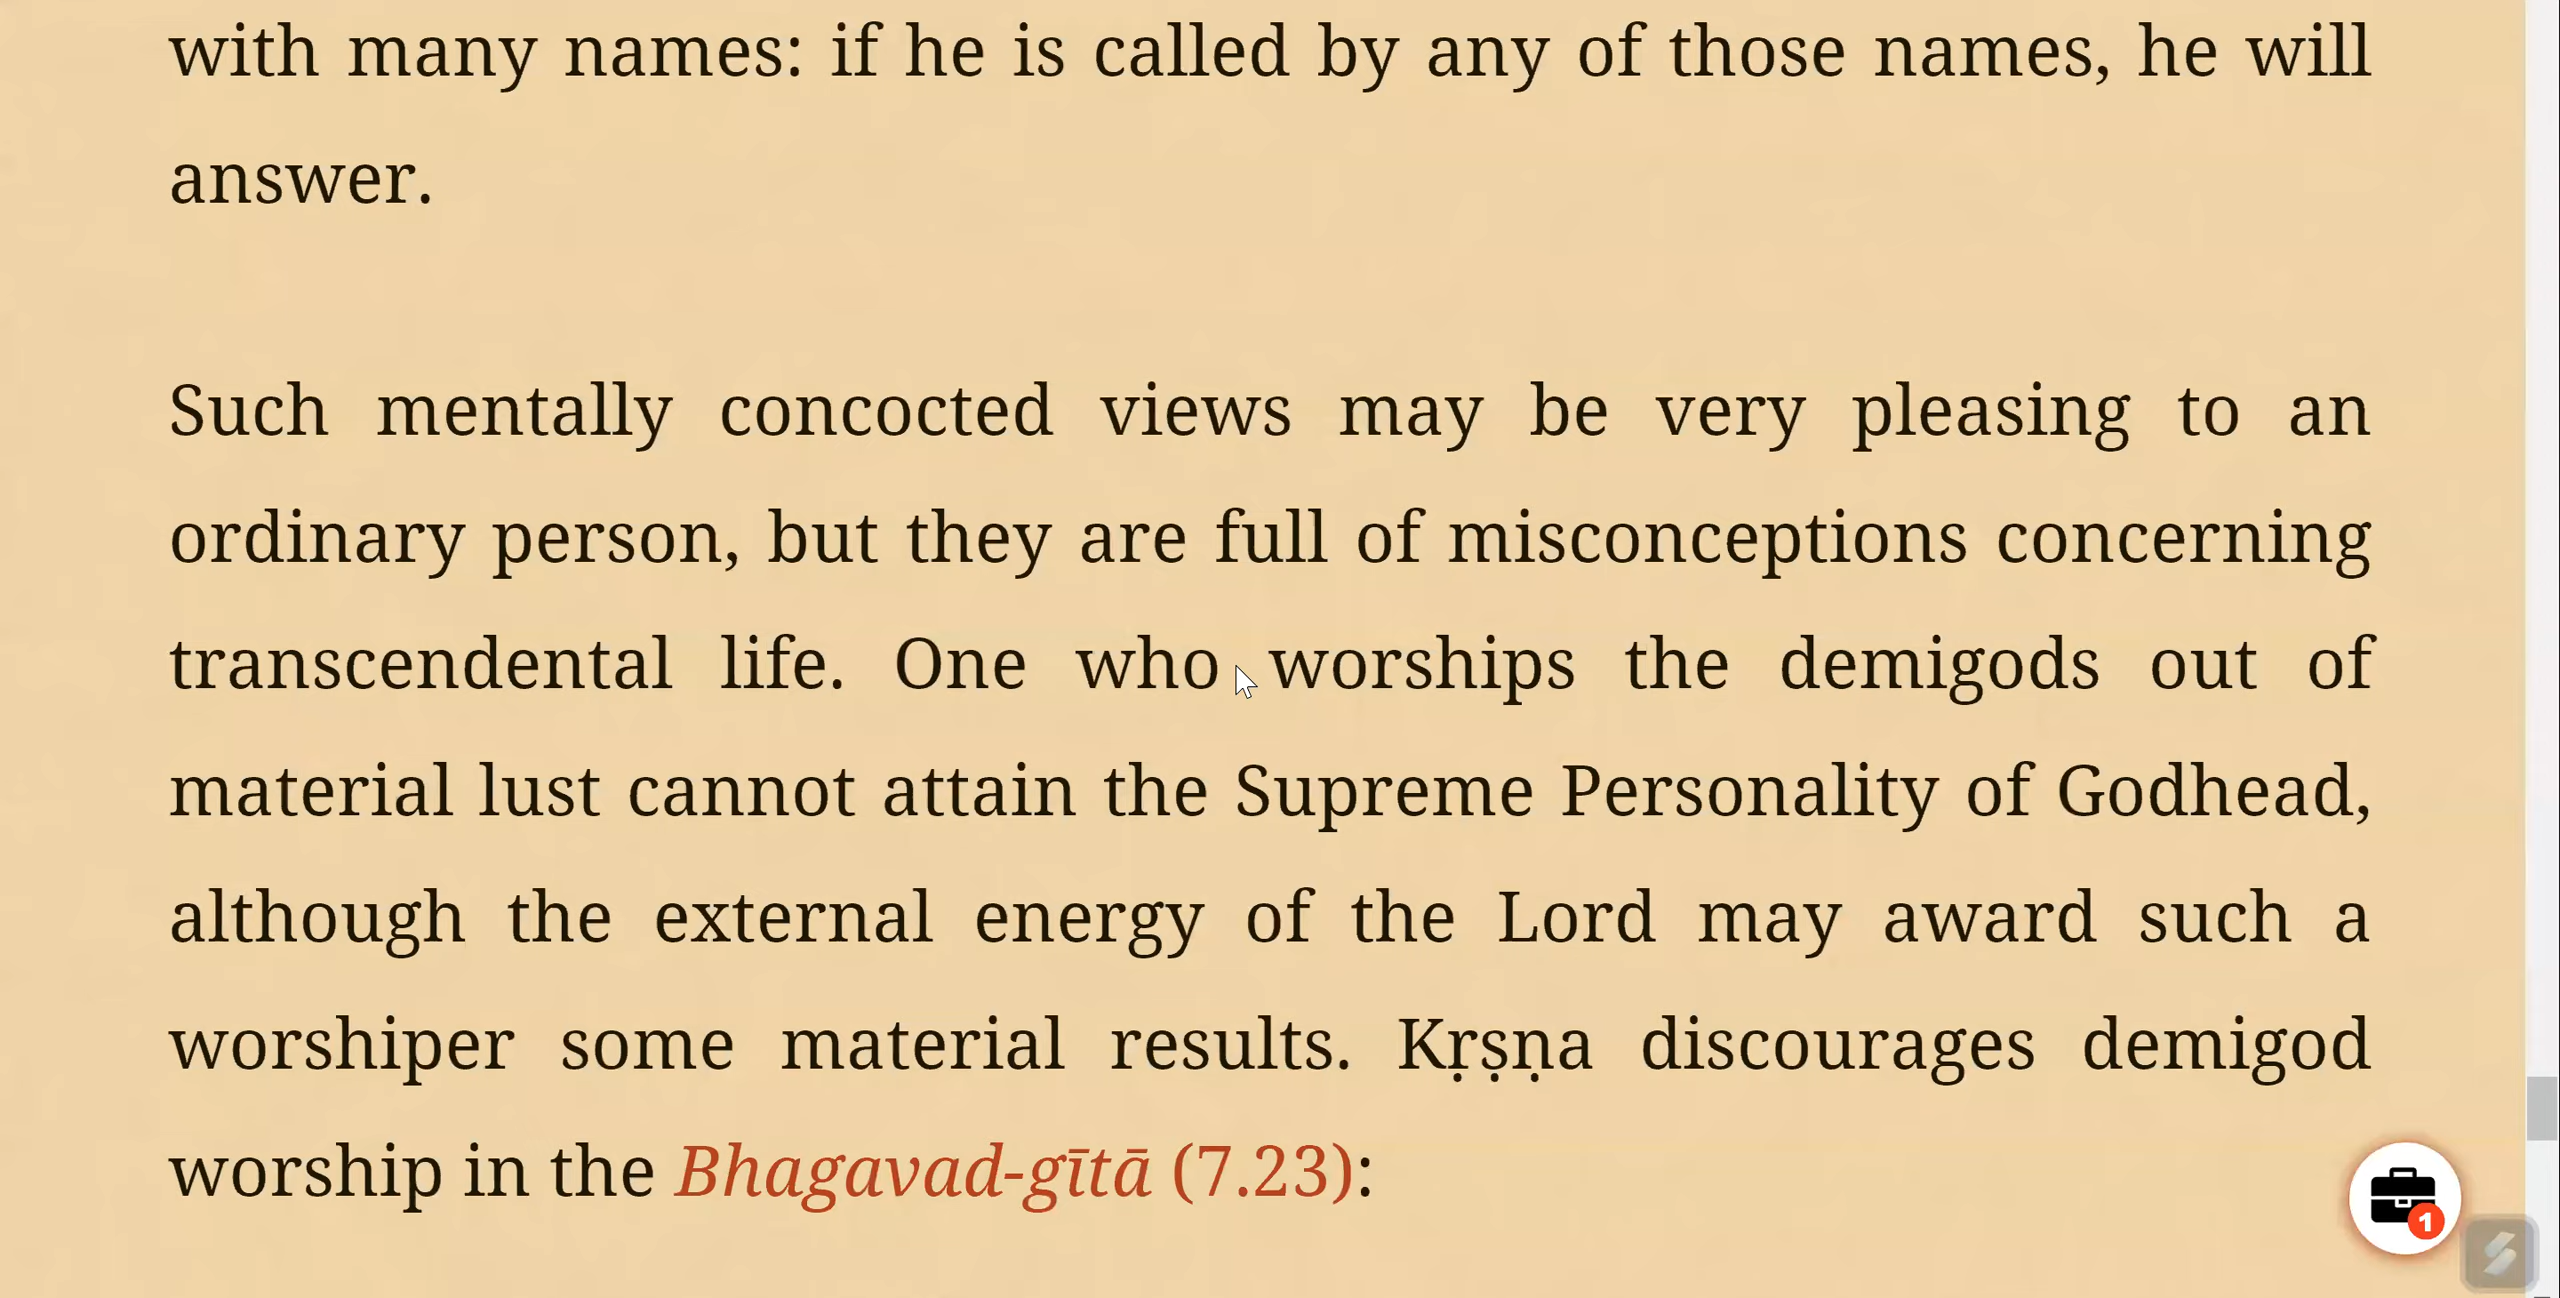 with many names: if he is called by any of those names, he will
answer.
Such mentally concocted views may be very pleasing to an
ordinary person, but they are full of misconceptions concerning
transcendental life. One who worships the demigods out of
material lust cannot attain the Supreme Personality of Godhead,
although the external energy of the Lord may award such a
worshiper some material results. Kṛṣṇa discourages demigod
worship in the Bhagavad-gītā (7.23):
1